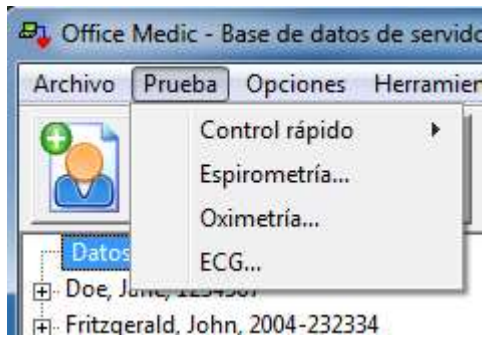 Office Medic - Base de datos de servido
Archivo Prueba Opciones Herramien
Control rápido
Espirometría...
Oximetría...
ECG...
Datos
Doe, Jane, 1234567
Fritzgerald, John, 2004-232334